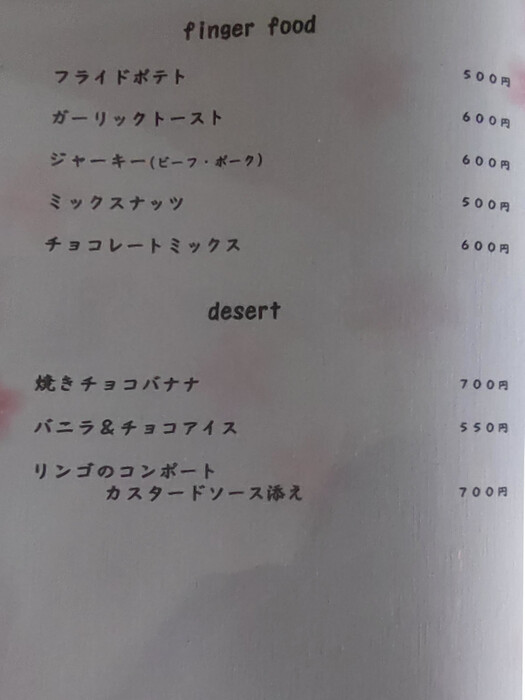 finger food
フライドポテト 500円
ガーリックトースト 600円
ジャーキー(ビーフ・ポーク) 600円
ミックスナッツ 500円
チョコレートミックス 600円
desert
焼きチョコバナナ 700円
バニラ&チョコアイス 550円
リンゴのコンポート
カスタードソース添え 700円